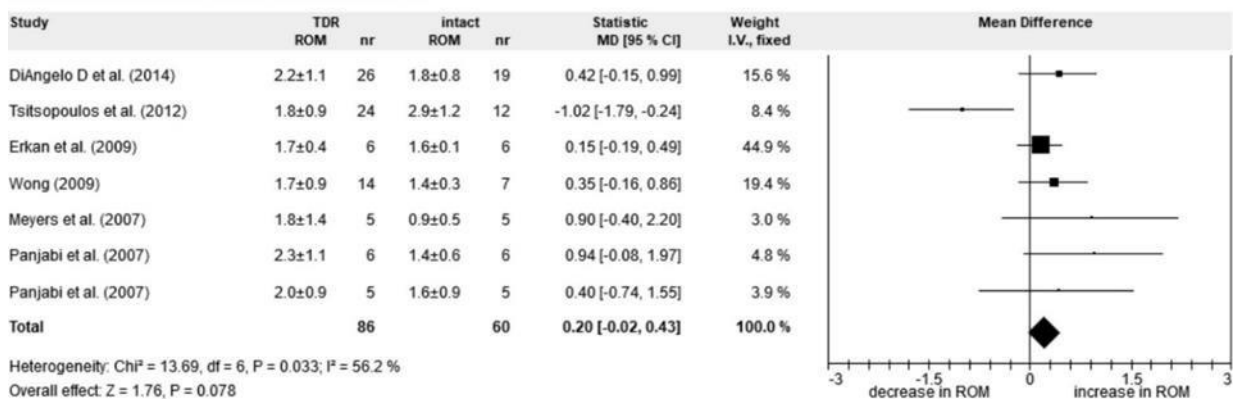 Study TDR intact Statistic Weight Mean Difference
ROM nr ROM nr MD [95 % CI] I.V., fixed
DiAngelo D et al. (2014) 2.2±1.1 26 1.8±0.8 19 0.42 [-0.15, 0.99] 15.6 %
Tsitsopoulos et al. (2012) 1.8±0.9 24 2.9±1.2 12 -1.02 [-1.79, -0.24] 8.4 %
Erkan et al. (2009) 1.7±0.4 6 1.6±0.1 6 0.15 [-0.19, 0.49] 44.9 %
Wong (2009) 1.7±0.9 14 1.4±0.3 7 0.35 [-0.16, 0.86] 19.4 %
Meyers et al. (2007) 1.8±1.4 5 0.9±0.5 5 0.90 [-0.40, 2.20] 3.0 %
Panjabi et al. (2007) 2.3±1.1 6 1.4±0.6 6 0.94 [-0.08, 1.97] 4.8 %
Panjabi et al. (2007) 2.0±0.9 5 1.6±0.9 5 0.40 [-0.74, 1.55] 3.9 %
Total 86 60 0.20 [-0.02, 0.43] 100.0 %
Heterogeneity: Chi² = 13.69, df = 6, P = 0.033; I² = 56.2 %
Overall effect: Z = 1.76, P = 0.078
-3 -1.5 0 1.5 3
decrease in ROM increase in ROM